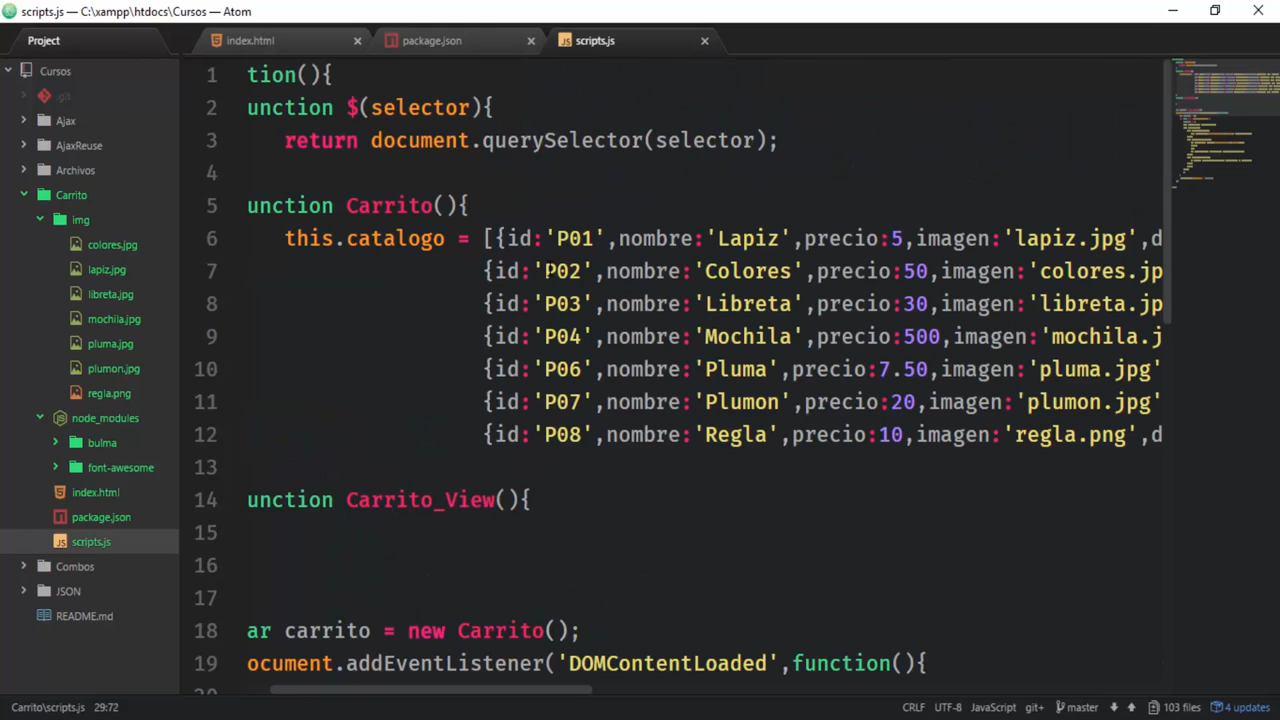 scripts.js — C:\xampp\htdocs\Cursos — Atom
Project
index.html
package.json
scripts.js
Cursos
.git
Ajax
AjaxReuse
Archivos
Carrito
img
colores.jpg
lapiz.jpg
libreta.jpg
mochila.jpg
pluma.jpg
plumon.jpg
regla.png
node_modules
bulma
font-awesome
index.html
package.json
scripts.js
Combos
JSON
README.md
1 tion(){
2 unction $(selector){
3 return document.querySelector(selector);
4
5 unction Carrito(){
6 this.catalogo = [{id:'P01',nombre:'Lapiz',precio:5,imagen:'lapiz.jpg',d
7 {id:'P02',nombre:'Colores',precio:50,imagen:'colores.jp
8 {id:'P03',nombre:'Libreta',precio:30,imagen:'libreta.jp
9 {id:'P04',nombre:'Mochila',precio:500,imagen:'mochila.j
10 {id:'P06',nombre:'Pluma',precio:7.50,imagen:'pluma.jpg'
11 {id:'P07',nombre:'Plumon',precio:20,imagen:'plumon.jpg'
12 {id:'P08',nombre:'Regla',precio:10,imagen:'regla.png',d
13
14 unction Carrito_View(){
15
16
17
18 ar carrito = new Carrito();
19 ocument.addEventListener('DOMContentLoaded',function(){
Carrito\scripts.js 29:72 CRLF UTF-8 JavaScript git+ master 103 files 4 updates